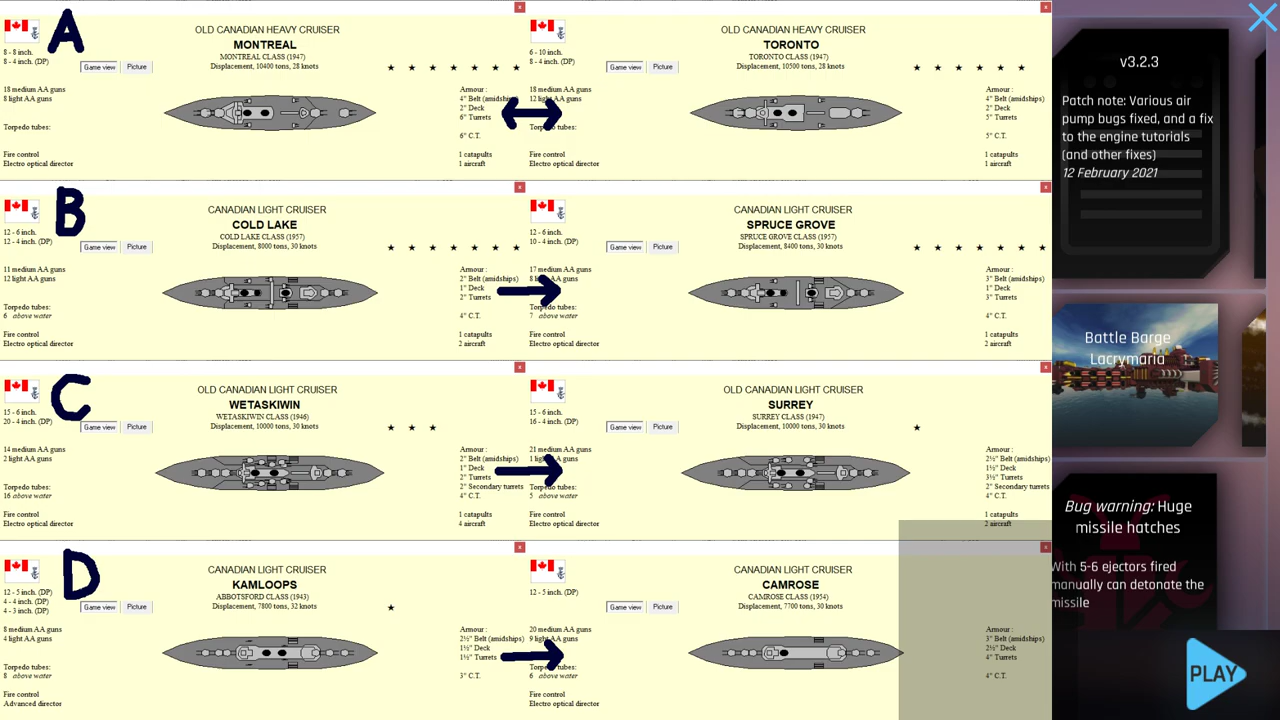 A
OLD CANADIAN HEAVY CRUISER
MONTREAL
MONTREAL CLASS (1947)
Displacement, 10400 tons, 28 knots
8 - 8 inch.
8 - 4 inch. (DP)
Game view
Picture
★ ★ ★ ★ ★ ★ ★
18 medium AA guns
8 light AA guns
Torpedo tubes:
Fire control
Electro optical director
Armour :
4" Belt (amidships)
2" Deck
6" Turrets
6" C.T.
1 catapults
1 aircraft
OLD CANADIAN HEAVY CRUISER
TORONTO
TORONTO CLASS (1947)
Displacement, 10500 tons, 28 knots
6 - 10 inch.
8 - 4 inch. (DP)
Game view
Picture
★ ★ ★ ★ ★ ★
18 medium AA guns
12 light AA guns
Torpedo tubes:
Fire control
Electro optical director
Armour :
4" Belt (amidships)
2" Deck
5" Turrets
5" C.T.
1 catapults
1 aircraft
B
CANADIAN LIGHT CRUISER
COLD LAKE
COLD LAKE CLASS (1957)
Displacement, 8000 tons, 30 knots
12 - 6 inch.
12 - 4 inch. (DP)
Game view
Picture
★ ★ ★ ★ ★ ★ ★
11 medium AA guns
12 light AA guns
Torpedo tubes:
6 above water
Fire control
Electro optical director
Armour :
2" Belt (amidships)
1" Deck
2" Turrets
4" C.T.
1 catapults
2 aircraft
CANADIAN LIGHT CRUISER
SPRUCE GROVE
SPRUCE GROVE CLASS (1957)
Displacement, 8400 tons, 30 knots
12 - 6 inch.
10 - 4 inch. (DP)
Game view
Picture
★ ★ ★ ★ ★ ★ ★
17 medium AA guns
8 light AA guns
Torpedo tubes:
7 above water
Fire control
Electro optical director
Armour :
3" Belt (amidships)
1" Deck
3" Turrets
4" C.T.
1 catapults
2 aircraft
C
OLD CANADIAN LIGHT CRUISER
WETASKIWIN
WETASKIWIN CLASS (1946)
Displacement, 10000 tons, 30 knots
15 - 6 inch.
20 - 4 inch. (DP)
Game view
Picture
★ ★ ★
14 medium AA guns
2 light AA guns
Torpedo tubes:
16 above water
Fire control
Electro optical director
Armour :
2" Belt (amidships)
1" Deck
2" Turrets
2" Secondary turrets
4" C.T.
1 catapults
4 aircraft
OLD CANADIAN LIGHT CRUISER
SURREY
SURREY CLASS (1947)
Displacement, 10000 tons, 30 knots
15 - 6 inch.
16 - 4 inch. (DP)
Game view
Picture
★
21 medium AA guns
1 light AA guns
Torpedo tubes:
5 above water
Fire control
Electro optical director
Armour :
2½" Belt (amidships)
1½" Deck
3½" Turrets
2" Secondary turrets
4" C.T.
1 catapults
2 aircraft
D
CANADIAN LIGHT CRUISER
KAMLOOPS
ABBOTSFORD CLASS (1943)
Displacement, 7800 tons, 32 knots
12 - 5 inch. (DP)
4 - 4 inch. (DP)
4 - 3 inch. (DP)
Game view
Picture
★
8 medium AA guns
4 light AA guns
Torpedo tubes:
8 above water
Fire control
Advanced director
Armour :
2½" Belt (amidships)
1½" Deck
1½" Turrets
3" C.T.
CANADIAN LIGHT CRUISER
CAMROSE
CAMROSE CLASS (1954)
Displacement, 7700 tons, 30 knots
12 - 5 inch. (DP)
Game view
Picture
20 medium AA guns
9 light AA guns
Torpedo tubes:
6 above water
Fire control
Electro optical director
Armour :
3" Belt (amidships)
2½" Deck
4" Turrets
4" C.T.
v3.2.3
Patch note: Various air
pump bugs fixed, and a fix
to the engine tutorials
(and other fixes)
12 February 2021
Battle Barge
Lacrymaria
Bug warning: Huge
missile hatches
With 5-6 ejectors fired
manually can detonate the
missile
PLAY